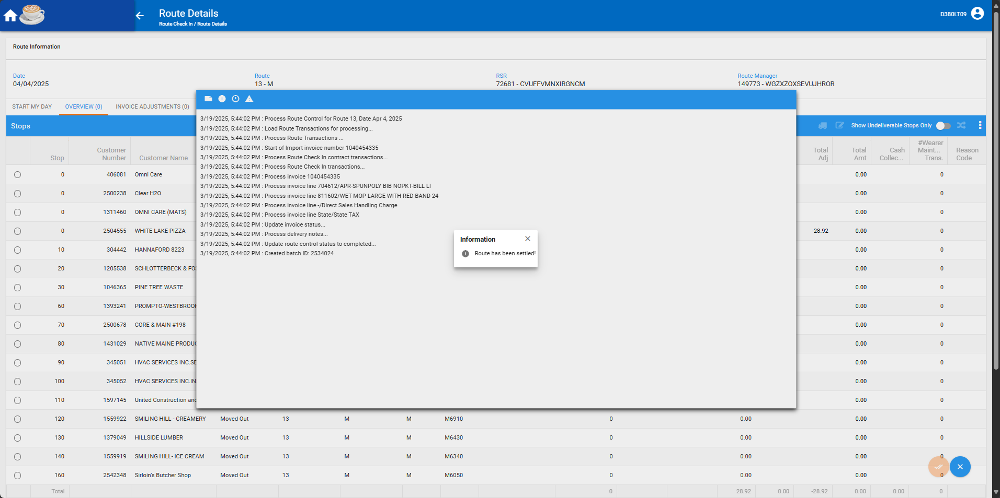 Route Details
Route Check In / Route Details
D380LT09
Route Information
Date
04/04/2025
Route
13 - M
RSR
72681 - CVUFFVMNXIRGNCM
Route Manager
149773 - WGZXZOXSEVUJHROR
START MY DAY OVERVIEW (0) INVOICE ADJUSTMENTS (0)
Stops
Show Undeliverable Stops Only
3/19/2025, 5:44:02 PM : Process Route Control for Route 13, Date Apr 4, 2025
3/19/2025, 5:44:02 PM : Load Route Transactions for processing...
3/19/2025, 5:44:02 PM : Process Route Transactions ...
3/19/2025, 5:44:02 PM : Start of Import invoice number 1040454335
3/19/2025, 5:44:02 PM : Process Route Check In contract transactions...
3/19/2025, 5:44:02 PM : Process Route Check In transactions...
3/19/2025, 5:44:02 PM : Process invoice 1040454335
3/19/2025, 5:44:02 PM : Process invoice line 704612/APR-SPUNPOLY BIB NOPKT-BILL LI
3/19/2025, 5:44:02 PM : Process invoice line 811602/WET MOP LARGE WITH RED BAND 24
3/19/2025, 5:44:02 PM : Process invoice line -/Direct Sales Handling Charge
3/19/2025, 5:44:02 PM : Process invoice line State/State TAX
3/19/2025, 5:44:02 PM : Update invoice status...
3/19/2025, 5:44:02 PM : Process delivery notes...
3/19/2025, 5:44:02 PM : Update route control status to completed...
3/19/2025, 5:44:02 PM : Created batch ID: 2534024
Information
Route has been settled!
Stop Customer Number Customer Name Total Adj Total Amt Cash Collec... #Wearer Maint... Trans. Reason Code
0 406081 Omni Care 0.00 0
0 2500238 Clear H2O 0.00 0
0 1311460 OMNI CARE (MATS) 0.00 0
0 2504555 WHITE LAKE PIZZA -28.92 0.00 0
10 304442 HANNAFORD 8223 0.00 0
20 1205538 SCHLOTTERBECK & FOS 0.00 0
30 1046365 PINE TREE WASTE 0.00 0
60 1393241 PROMPTO-WESTBROOK 0.00 0
70 2500678 CORE & MAIN #198 0.00 0
80 1431029 NATIVE MAINE PRODUC 0.00 0
90 345051 HVAC SERVICES INC.SE 0.00 0
100 345052 HVAC SERVICES INC.IN 0.00 0
110 1597145 United Construction and 0.00 0
120 1559922 SMILING HILL - CREAMERY Moved Out 13 M M M6910 0 0.00 0.00 0
130 1379049 HILLSIDE LUMBER Moved Out 13 M M M6430 0 0.00 0.00 0
140 1559919 SMILING HILL- ICE CREAM Moved Out 13 M M M6340 0 0.00 0.00 0
160 2542348 Sirloin's Butcher Shop Moved Out 13 M M M6050 0 0.00 0.00 0
Total 0 28.92 0.00 -28.92 0.00 0.00 0